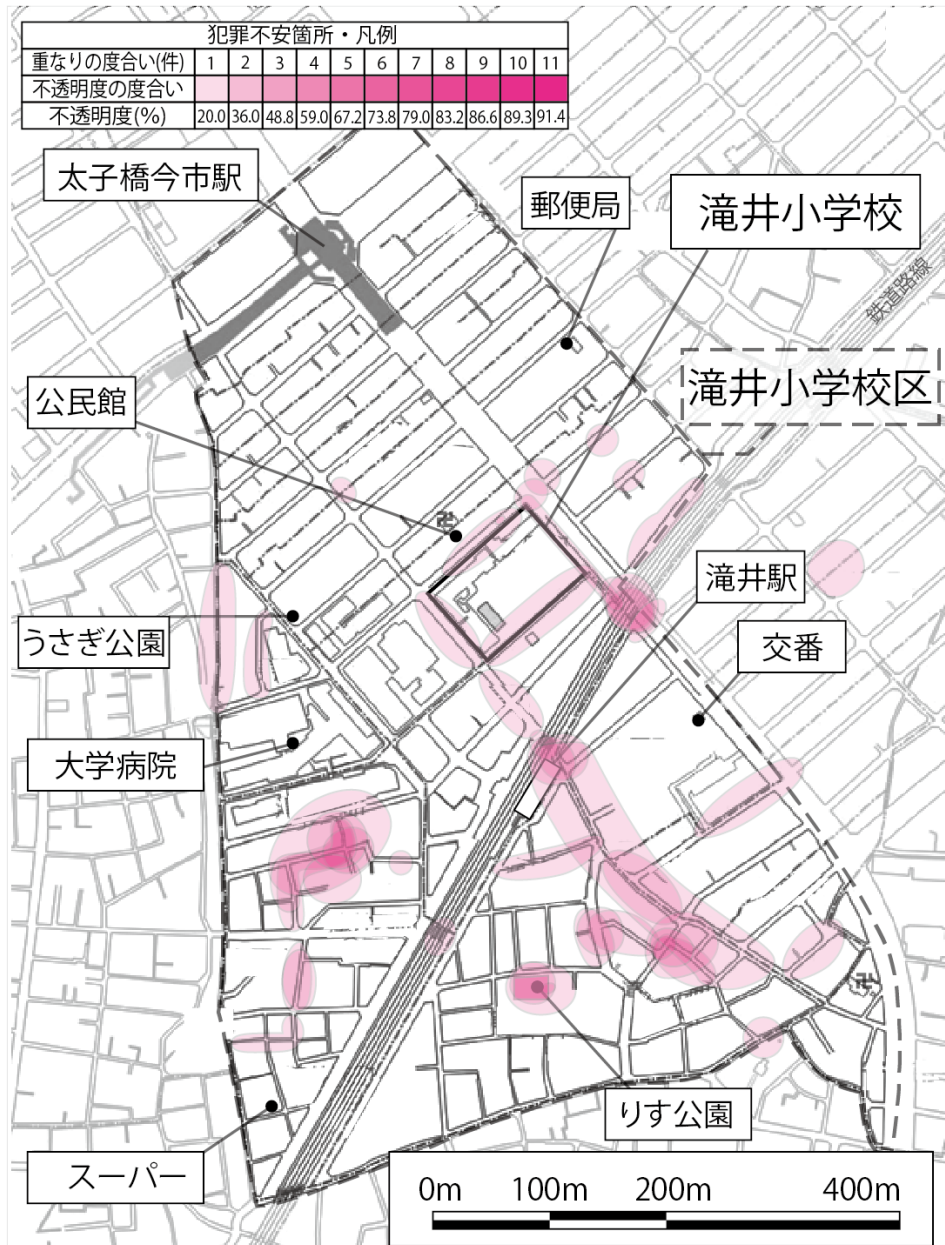 犯罪不安箇所・凡例
重なりの度合い(件) 1 2 3 4 5 6 7 8 9 10 11
不透明度の度合い
不透明度(%) 20.0 36.0 48.8 59.0 67.2 73.8 79.0 83.2 86.6 89.3 91.4
太子橋今市駅
郵便局
滝井小学校
鉄道路線
滝井小学校区
公民館
卍
滝井駅
うさぎ公園
交番
大学病院
卍
りす公園
スーパー
0m 100m 200m 400m